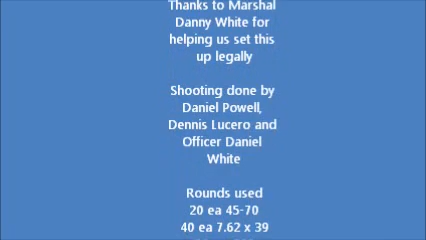 Thanks to Marshal
Danny White for
helping us set this
up legally
Shooting done by
Daniel Powell,
Dennis Lucero and
Officer Daniel
White
Rounds used
20 ea 45-70
40 ea 7.62 x 39